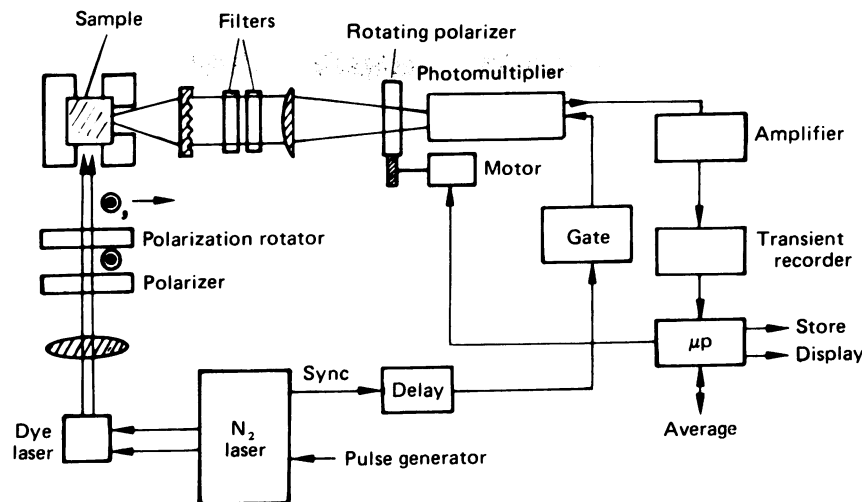 Sample
Filters
Rotating polarizer
Photomultiplier
Amplifier
Motor
,
Polarization rotator
Gate
Transient
recorder
Polarizer
μp
Store
Display
Sync
Delay
Average
Dye
laser
N₂
laser
Pulse generator